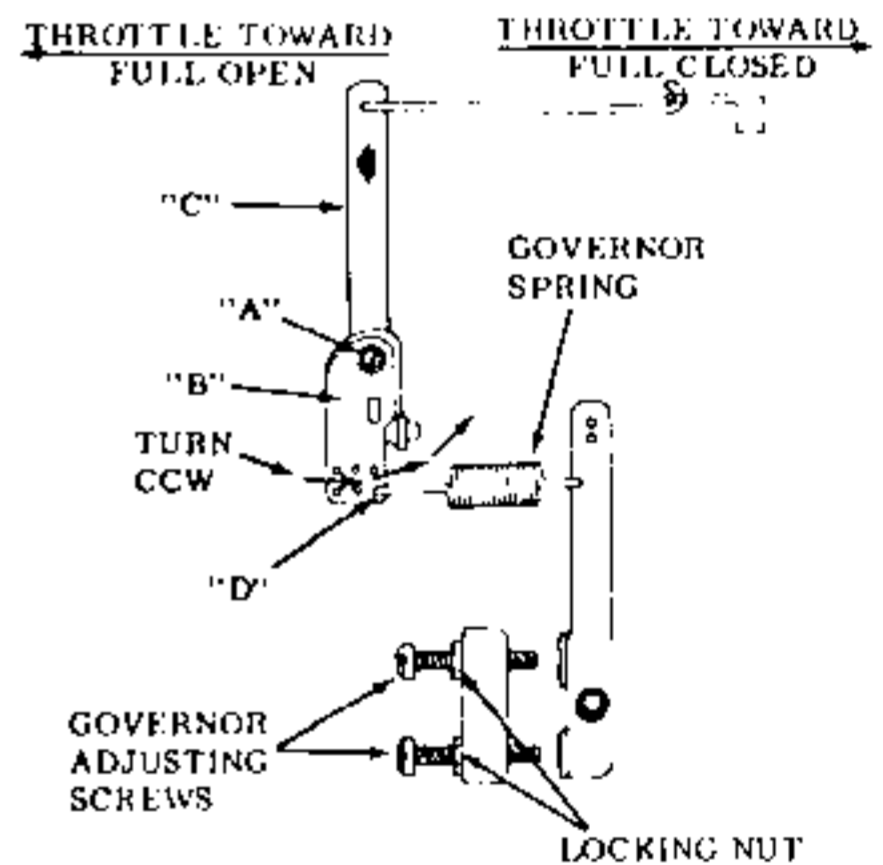 THROTTLE TOWARD
FULL OPEN
THROTTLE TOWARD
FULL CLOSED
"C"
GOVERNOR
SPRING
"A"
"B"
TURN
CCW
"D"
GOVERNOR
ADJUSTING
SCREWS
LOCKING NUT